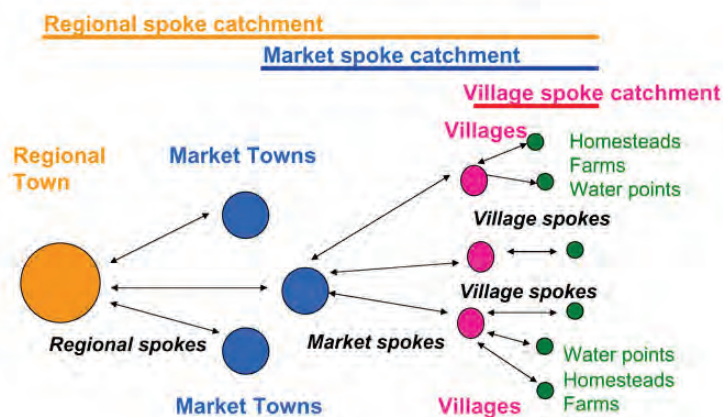 Regional spoke catchment
Market spoke catchment
Village spoke catchment
Villages
Regional
Town
Market Towns
Homesteads
Farms
Water points
Village spokes
Village spokes
Regional spokes
Market spokes
Water points
Homesteads
Farms
Market Towns
Villages